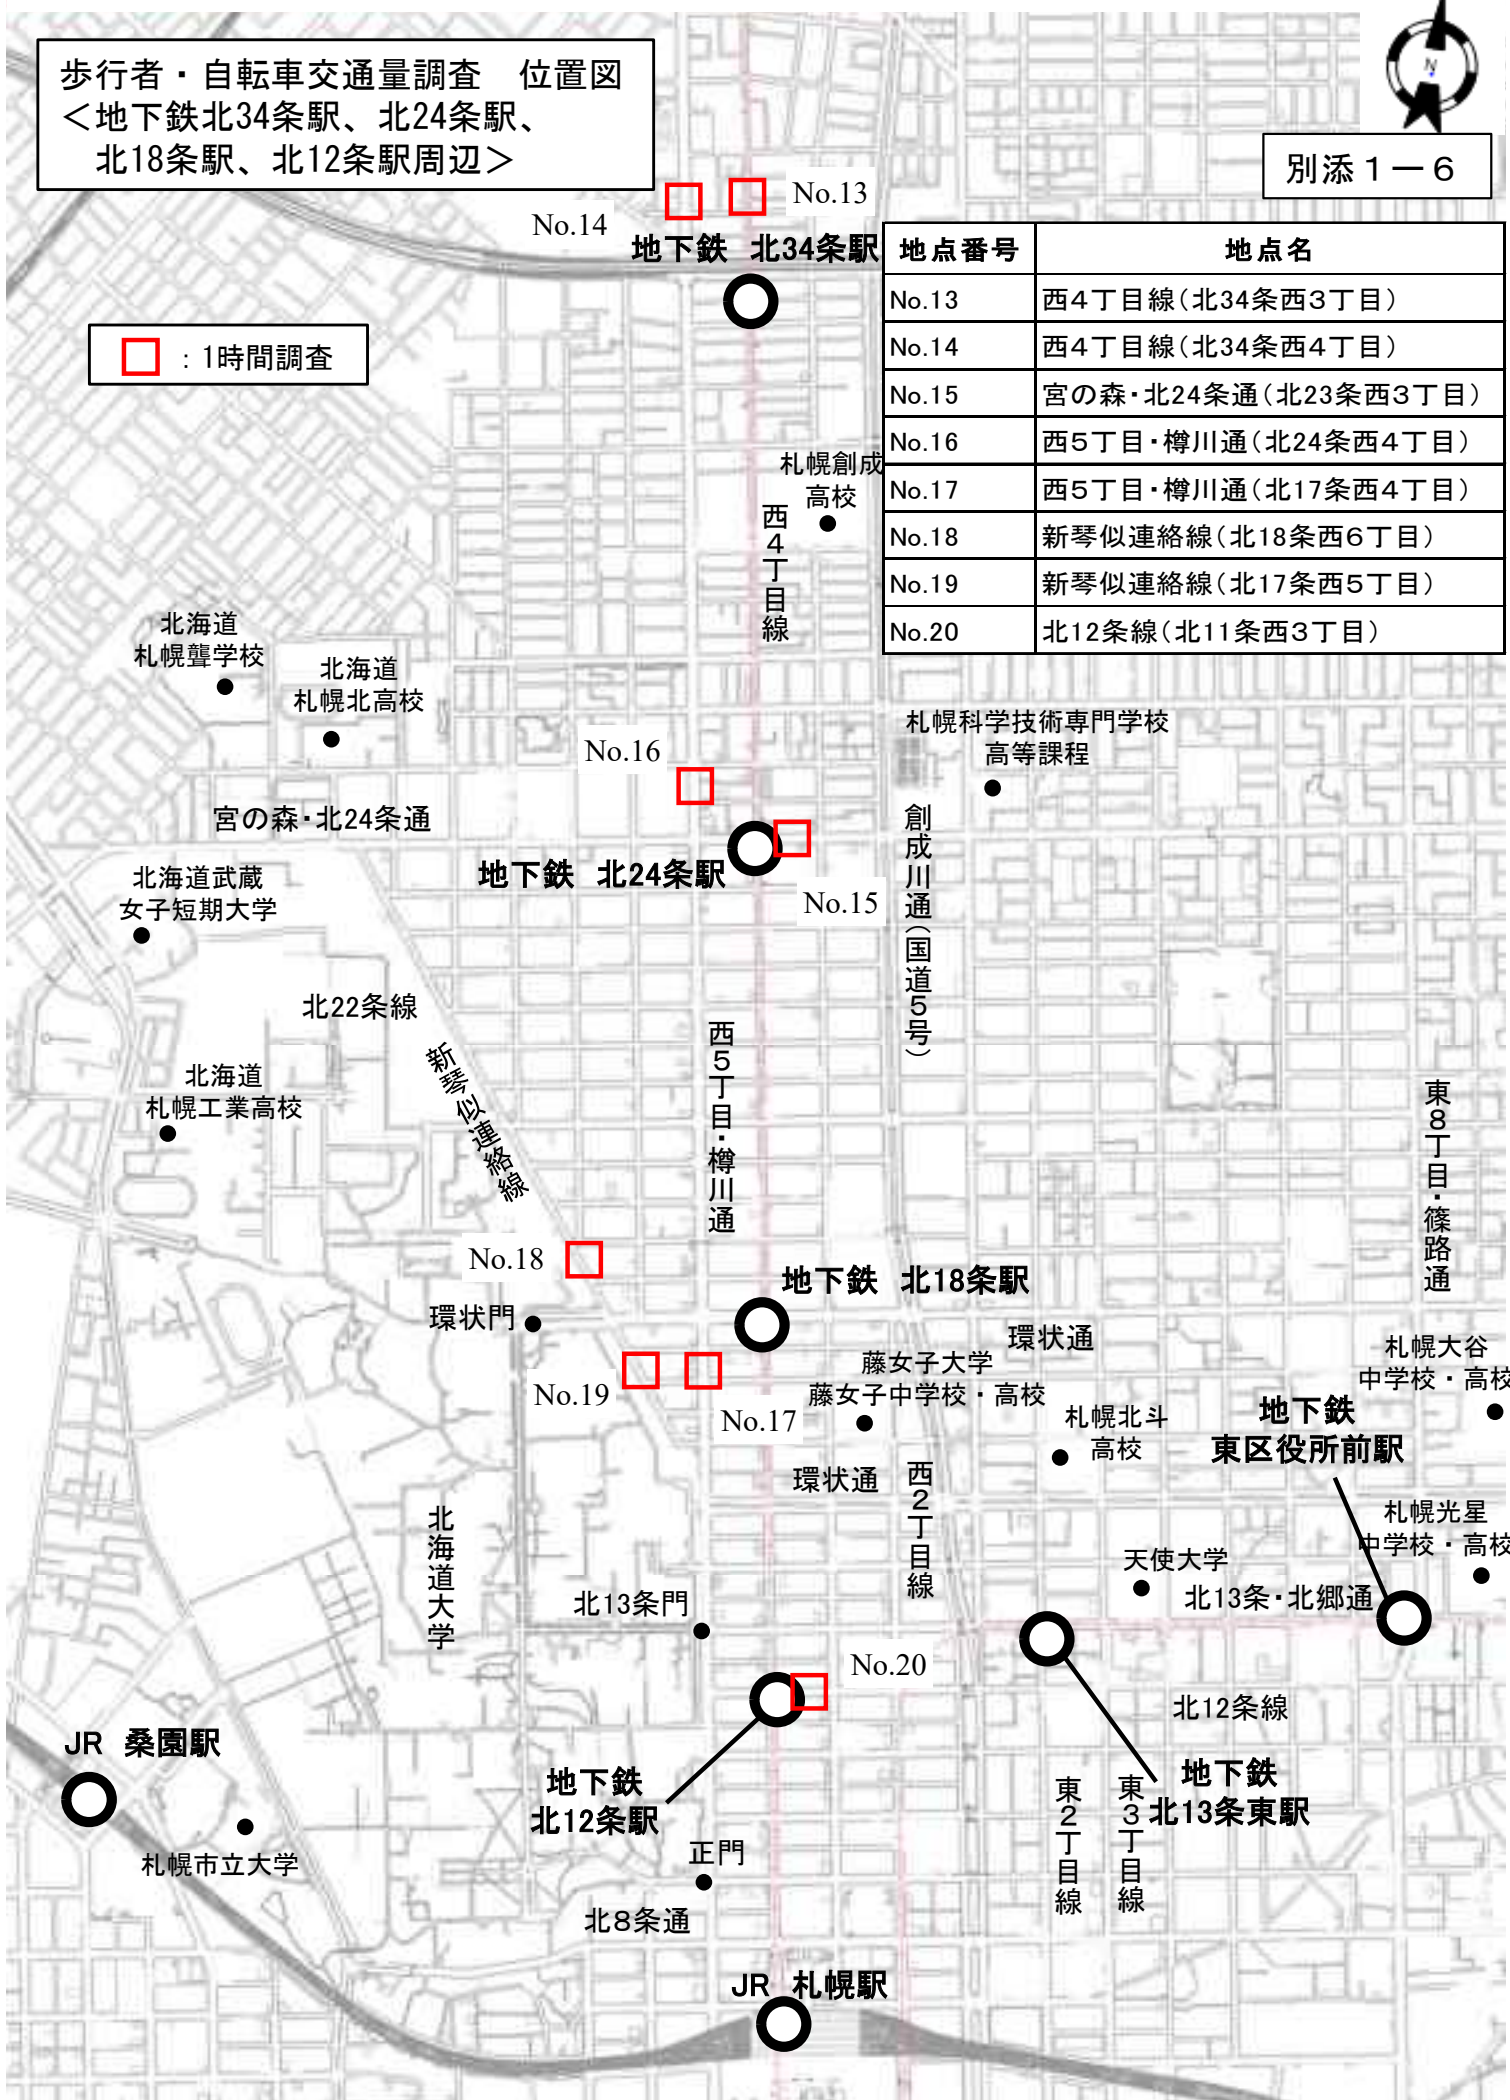 歩行者・自転車交通量調査　位置図
＜地下鉄北34条駅、北24条駅、
北18条駅、北12条駅周辺＞
N
別添１－６
No.13
No.14
地下鉄 北34条駅
：1時間調査
地点番号 地点名
No.13 西４丁目線（北34条西３丁目）
No.14 西４丁目線（北34条西４丁目）
No.15 宮の森・北24条通（北23条西３丁目）
No.16 西５丁目・樽川通（北24条西４丁目）
No.17 西５丁目・樽川通（北17条西４丁目）
No.18 新琴似連絡線（北18条西６丁目）
No.19 新琴似連絡線（北17条西５丁目）
No.20 北12条線（北11条西３丁目）
札幌創成
高校
西４丁目線
北海道
札幌聾学校
北海道
札幌北高校
札幌科学技術専門学校
高等課程
No.16
宮の森・北24条通
創成川通（国道５号）
地下鉄 北24条駅
No.15
北海道武蔵
女子短期大学
北22条線
新琴似連絡線
西５丁目・樽川通
北海道
札幌工業高校
東８丁目・篠路通
No.18
地下鉄 北18条駅
環状門
環状通
藤女子大学
藤女子中学校・高校
札幌大谷
中学校・高校
No.19
No.17
札幌北斗
高校
地下鉄
東区役所前駅
環状通
西２丁目線
北海道大学
札幌光星
中学校・高校
天使大学
北13条・北郷通
北13条門
No.20
北12条線
JR 桑園駅
地下鉄
北12条駅
地下鉄
北13条東駅
東２丁目線
東３丁目線
札幌市立大学
正門
北８条通
JR 札幌駅